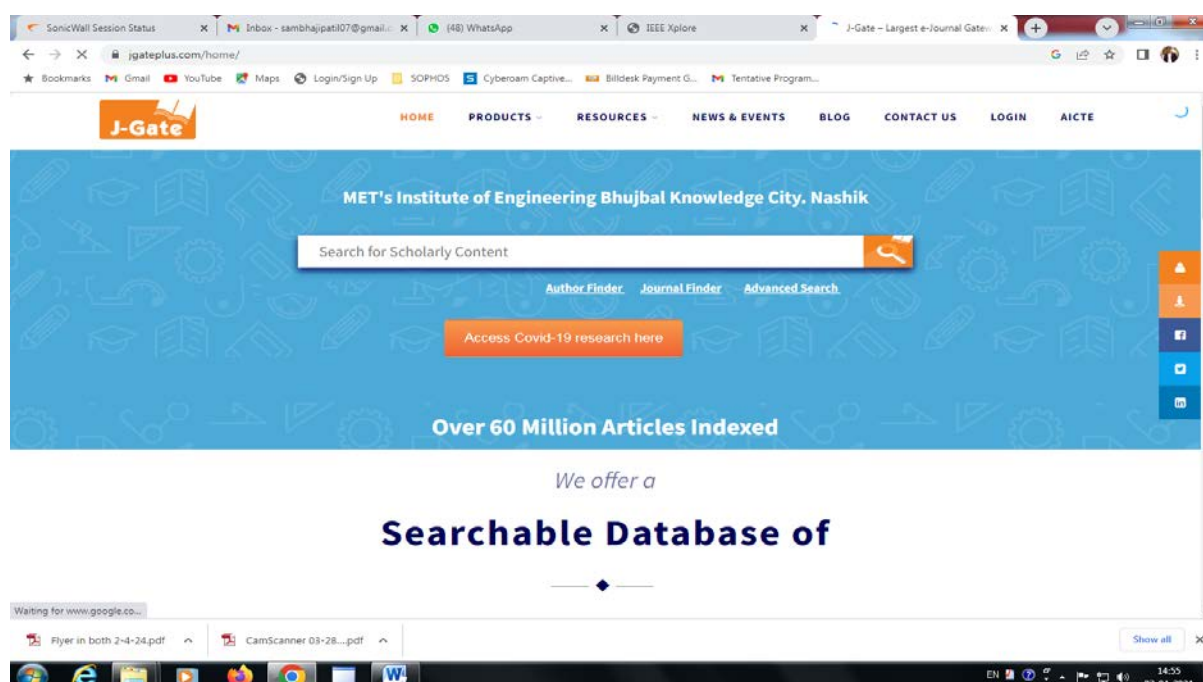 SonicWall Session Status
Inbox - sambhajipatil07@gmail.c
(48) WhatsApp
IEEE Xplore
J-Gate – Largest e-Journal Gatew
jgateplus.com/home/
Bookmarks Gmail YouTube Maps Login/Sign Up SOPHOS Cyberoam Captive... Billdesk Payment G... Tentative Program...
J-Gate
HOME PRODUCTS RESOURCES NEWS & EVENTS BLOG CONTACT US LOGIN AICTE
MET's Institute of Engineering Bhujbal Knowledge City. Nashik
Search for Scholarly Content
Author Finder Journal Finder Advanced Search
Access Covid-19 research here
Over 60 Million Articles Indexed
We offer a
Searchable Database of
Waiting for www.google.co...
Flyer in both 2-4-24.pdf
CamScanner 03-28....pdf
Show all
EN
14:55